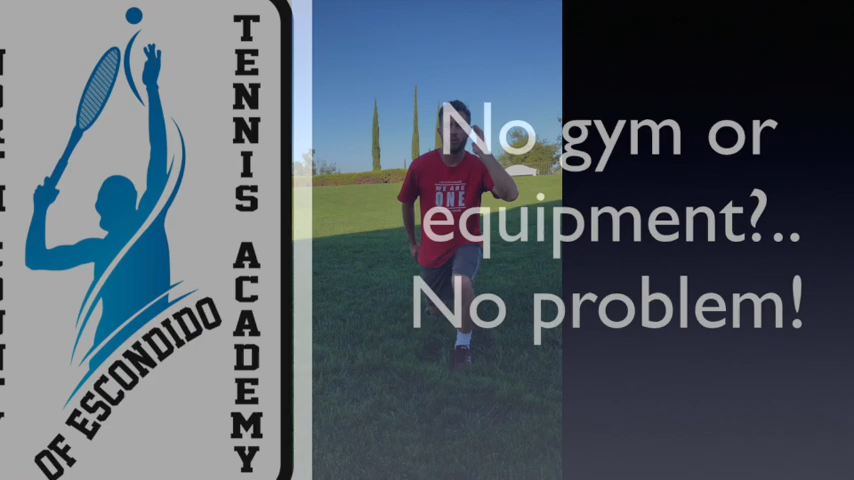 TENNIS ACADEMY
OF ESCONDIDO
WE ARE
ONE
No gym or
equipment?..
No problem!